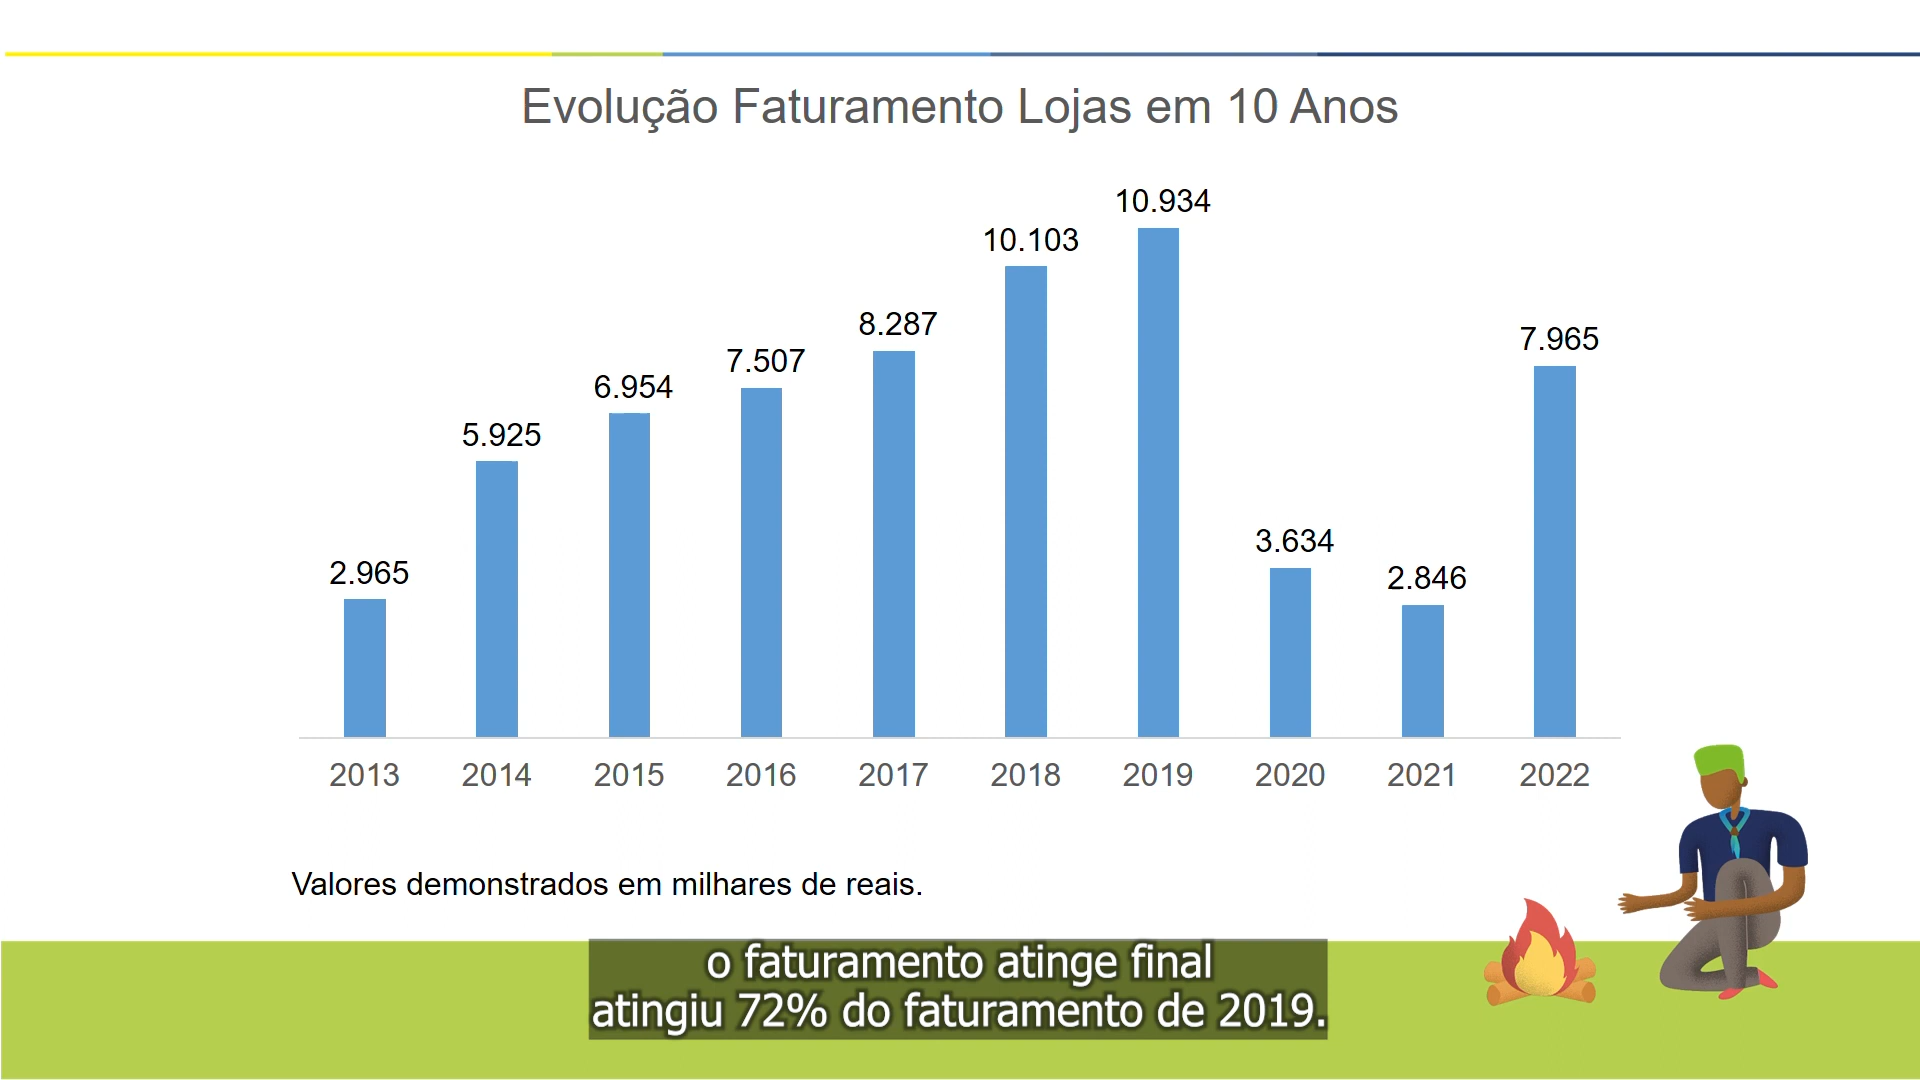 Evolução Faturamento Lojas em 10 Anos
10.934
10.103
8.287
7.965
7.507
6.954
5.925
3.634
2.965
2.846
2013 2014 2015 2016 2017 2018 2019 2020 2021 2022
Valores demonstrados em milhares de reais.
o faturamento atinge final
atingiu 72% do faturamento de 2019.